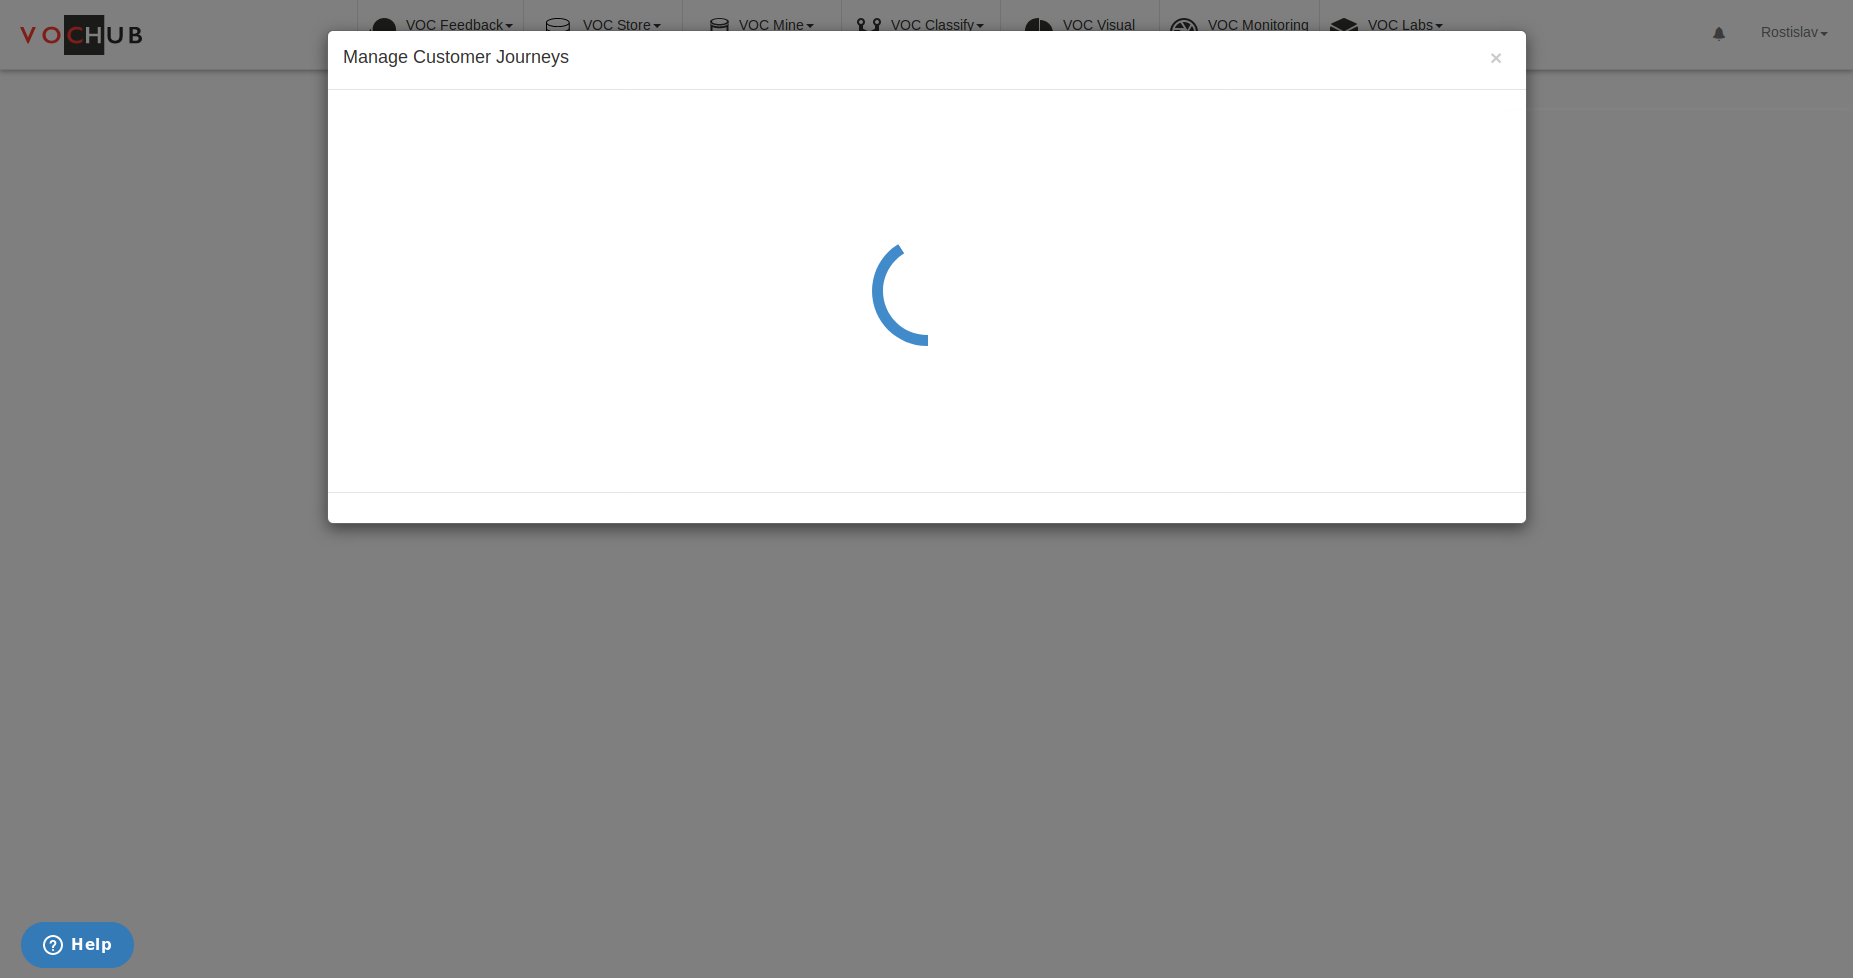 VOCHUB
VOC Feedback
VOC Store
VOC Mine
VOC Classify
VOC Visual
VOC Monitoring
VOC Labs
Rostislav
Manage Customer Journeys
×
Help